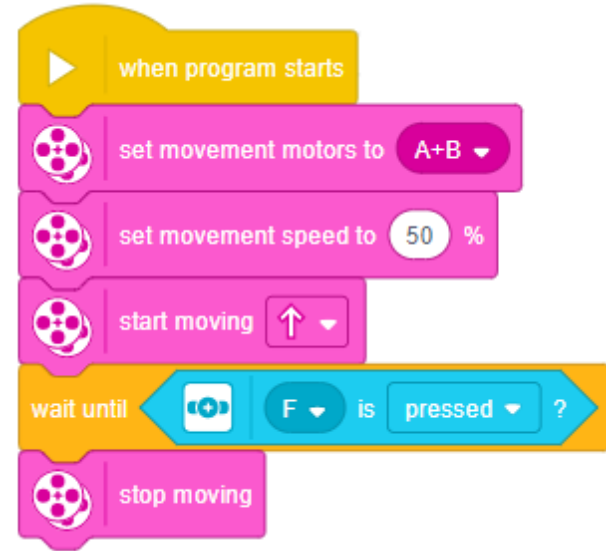 when program starts
set movement motors to A+B
set movement speed to 50 %
start moving
wait until F is pressed ?
stop moving